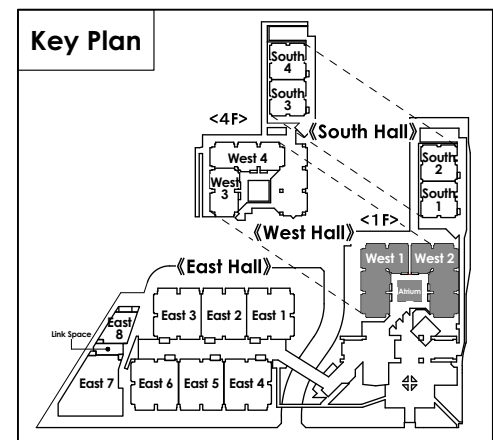 Key Plan
South
4
South
3
<4F>
《South Hall》
West 4
West
3
South
2
South
1
<1F>
《West Hall》
West 1
West 2
《East Hall》
Atrium
East
8
Link Space
East 3
East 2
East 1
East 7
East 6
East 5
East 4